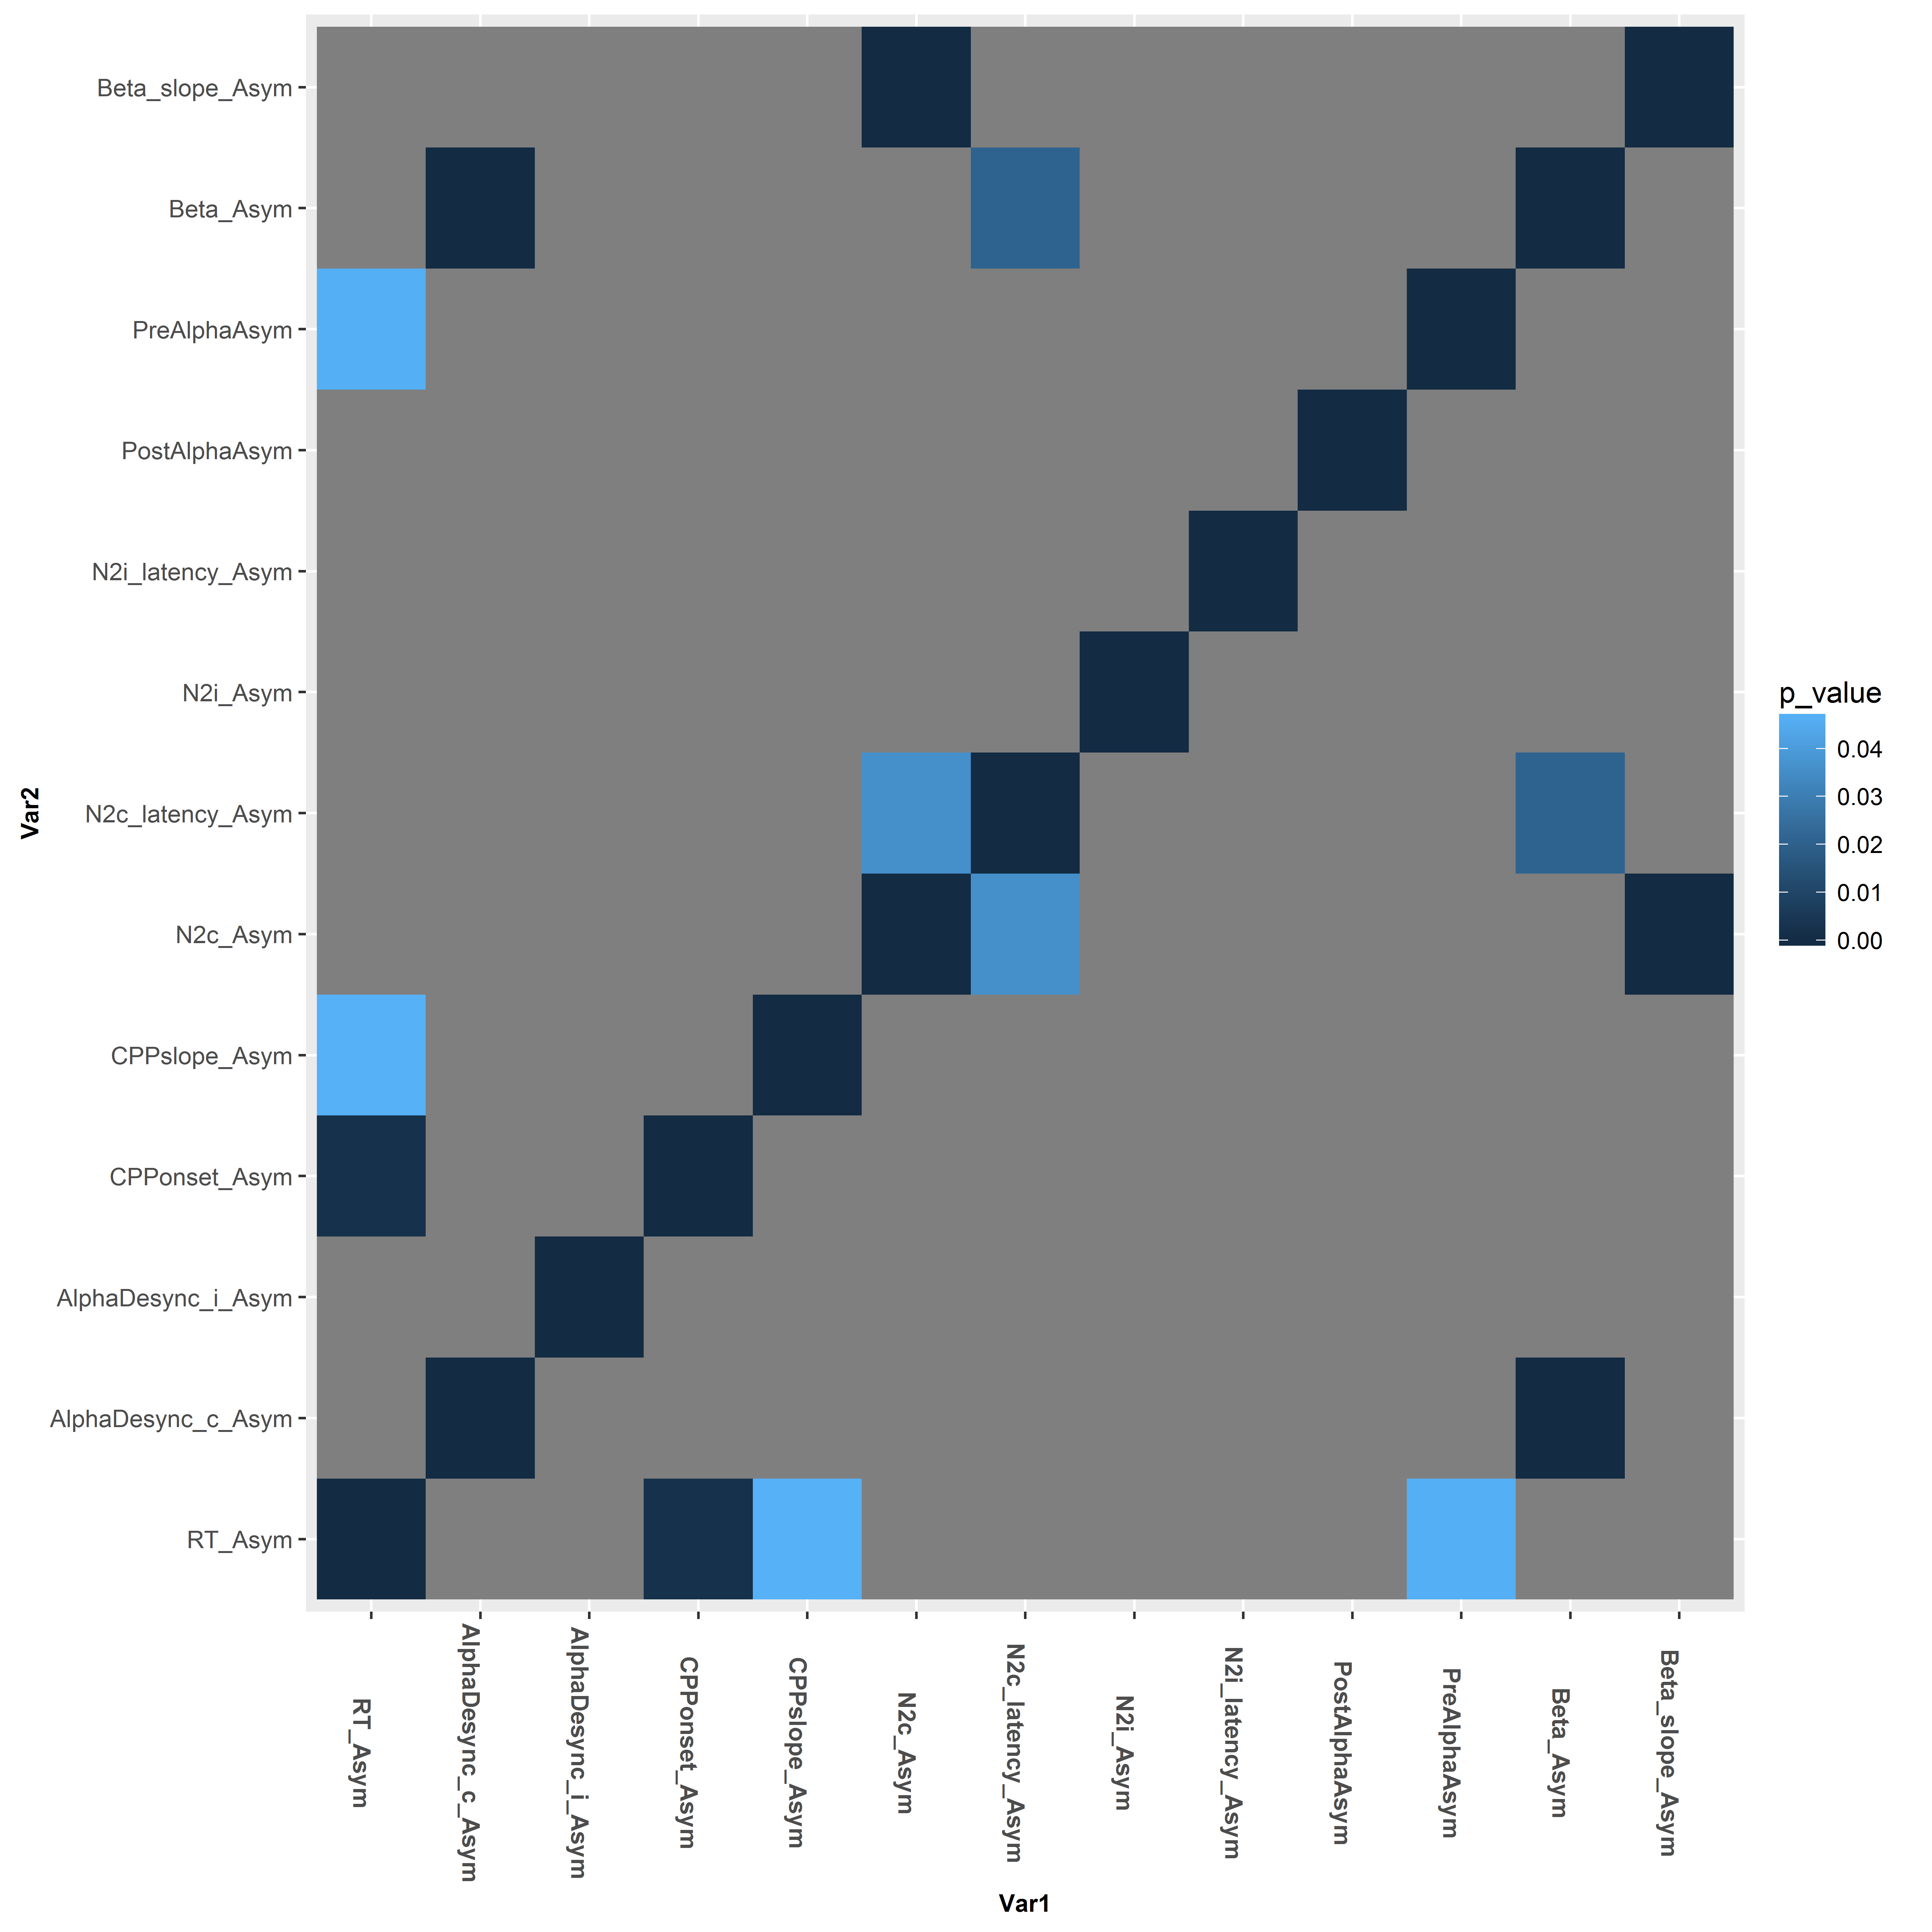 Beta_slope_Asym
Beta_Asym
PreAlphaAsym
PostAlphaAsym
N2i_latency_Asym
N2i_Asym
N2c_latency_Asym
N2c_Asym
CPPslope_Asym
CPPonset_Asym
AlphaDesync_i_Asym
AlphaDesync_c_Asym
RT_Asym
Var2
p_value
0.04
0.03
0.02
0.01
0.00
RT_Asym
AlphaDesync_c_Asym
AlphaDesync_i_Asym
CPPonset_Asym
CPPslope_Asym
N2c_Asym
N2c_latency_Asym
N2i_Asym
N2i_latency_Asym
PostAlphaAsym
PreAlphaAsym
Beta_Asym
Beta_slope_Asym
Var1